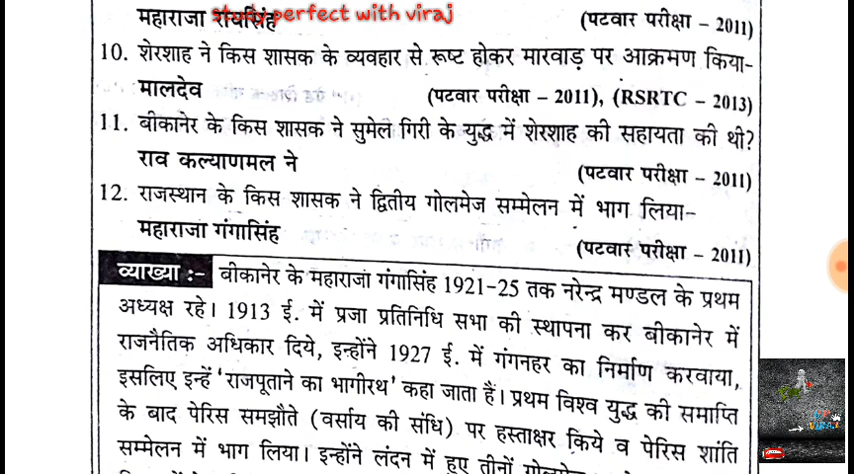 महाराजा रायसिंह study perfect with viraj (पटवार परीक्षा – 2011)
10. शेरशाह ने किस शासक के व्यवहार से रूष्ट होकर मारवाड़ पर आक्रमण किया-
मालदेव (पटवार परीक्षा – 2011), (RSRTC – 2013)
11. बीकानेर के किस शासक ने सुमेल गिरी के युद्ध में शेरशाह की सहायता की थी?
राव कल्याणमल ने (पटवार परीक्षा – 2011)
12. राजस्थान के किस शासक ने द्वितीय गोलमेज सम्मेलन में भाग लिया-
महाराजा गंगासिंह (पटवार परीक्षा – 2011)
व्याख्या :- बीकानेर के महाराजा गंगासिंह 1921-25 तक नरेन्द्र मण्डल के प्रथम
अध्यक्ष रहे। 1913 ई. में प्रजा प्रतिनिधि सभा की स्थापना कर बीकानेर में
राजनैतिक अधिकार दिये, इन्होंने 1927 ई. में गंगनहर का निर्माण करवाया,
इसलिए इन्हें 'राजपूताने का भागीरथ' कहा जाता हैं। प्रथम विश्व युद्ध की समाप्ति
के बाद पेरिस समझौते (वर्साय की संधि) पर हस्ताक्षर किये व पेरिस शांति
सम्मेलन में भाग लिया। इन्होंने लंदन में हुए तीनों